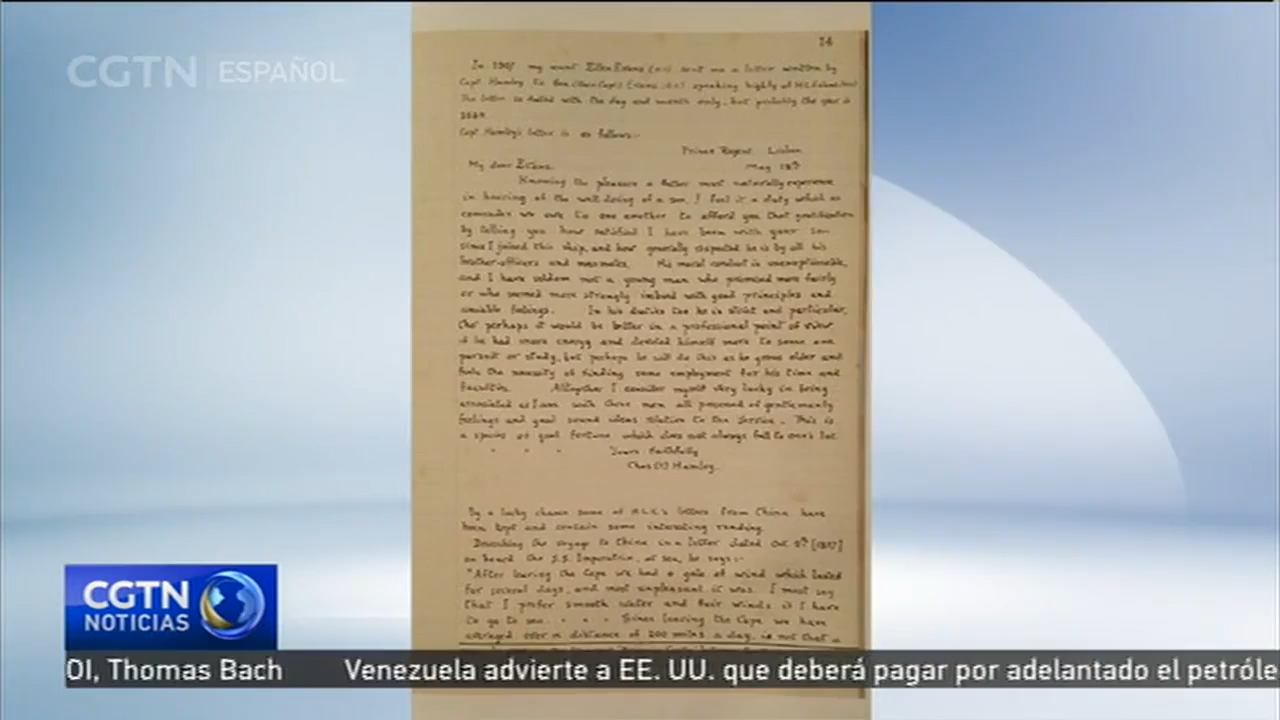 CGTN ESPAÑOL
14
In 1907 my aunt Ellen Evans sent me a letter written by
Capt. Hamley to Gen. (then Capt.) Evans speaking highly of
The letter is dated with the day and month only, but probably the year is
Capt. Hamley's letter is as follows:-
Prince Regent Lisbon
My dear Evans. May 18th
Knowing the pleasure a father must naturally experience
in hearing of the well doing of a son, I feel it a duty which as
comrades we owe to one another to afford you that gratification
by telling you how satisfied I have been with your son
since I joined this ship, and how generally respected he is by all his
brother-officers and messmates. His moral conduct is unexceptionable,
and I have seldom met a young man who promised more fairly
or who seemed more strongly imbued with good principles and
amiable feelings. In his duties too he is strict and particular,
tho' perhaps it would be better in a professional point of view
if he had more energy and devoted himself more to some one
pursuit or study, but perhaps he will do this as he grows older and
feels the necessity of finding some employment for his time and
faculties. Altogether I consider myself very lucky in being
associated as I am with three men all possessed of gentlemanly
feelings and good sound ideas relative to the Service. This is
a species of good fortune which does not always fall to one's lot.
Yours faithfully
Chas Hamley.
By a lucky chance some of letters from China have
been kept and contain some interesting reading.
Describing the voyage to China in a letter dated Oct. 5th [1857]
on board the S.S. Imperatrix, at sea, he says:-
"After leaving the Cape we had a gale of wind which lasted
for several days, and most unpleasant it was. I must say
that I prefer smooth water and fair winds if I have
to go to sea. . . . Since leaving the Cape we have
averaged over a distance of 200 miles a day, is not that a
CGTN
NOTICIAS
OI, Thomas Bach Venezuela advierte a EE. UU. que deberá pagar por adelantado el petróle